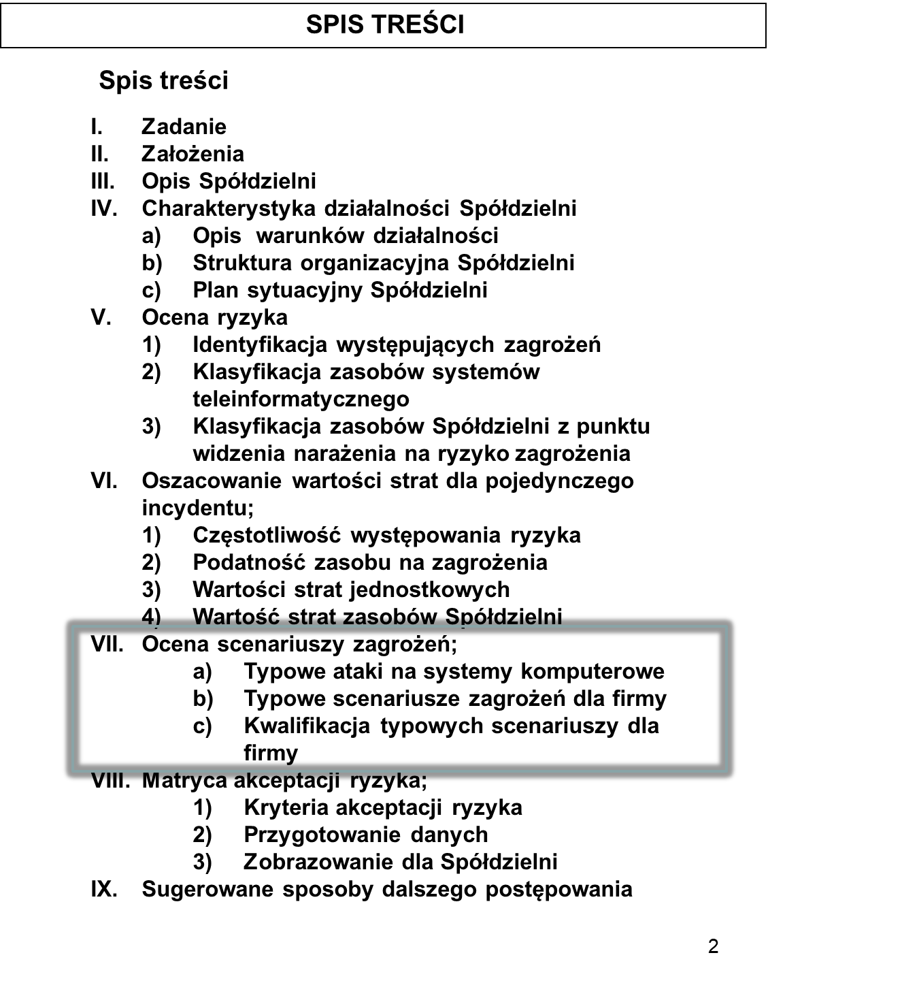 SPIS TREŚCI
Spis treści
I. Zadanie
II. Założenia
III. Opis Spółdzielni
IV. Charakterystyka działalności Spółdzielni
a) Opis warunków działalności
b) Struktura organizacyjna Spółdzielni
c) Plan sytuacyjny Spółdzielni
V. Ocena ryzyka
1) Identyfikacja występujących zagrożeń
2) Klasyfikacja zasobów systemów
teleinformatycznego
3) Klasyfikacja zasobów Spółdzielni z punktu
widzenia narażenia na ryzyko zagrożenia
VI. Oszacowanie wartości strat dla pojedynczego
incydentu;
1) Częstotliwość występowania ryzyka
2) Podatność zasobu na zagrożenia
3) Wartości strat jednostkowych
4) Wartość strat zasobów Spółdzielni
VII. Ocena scenariuszy zagrożeń;
a) Typowe ataki na systemy komputerowe
b) Typowe scenariusze zagrożeń dla firmy
c) Kwalifikacja typowych scenariuszy dla
firmy
VIII. Matryca akceptacji ryzyka;
1) Kryteria akceptacji ryzyka
2) Przygotowanie danych
3) Zobrazowanie dla Spółdzielni
IX. Sugerowane sposoby dalszego postępowania
2